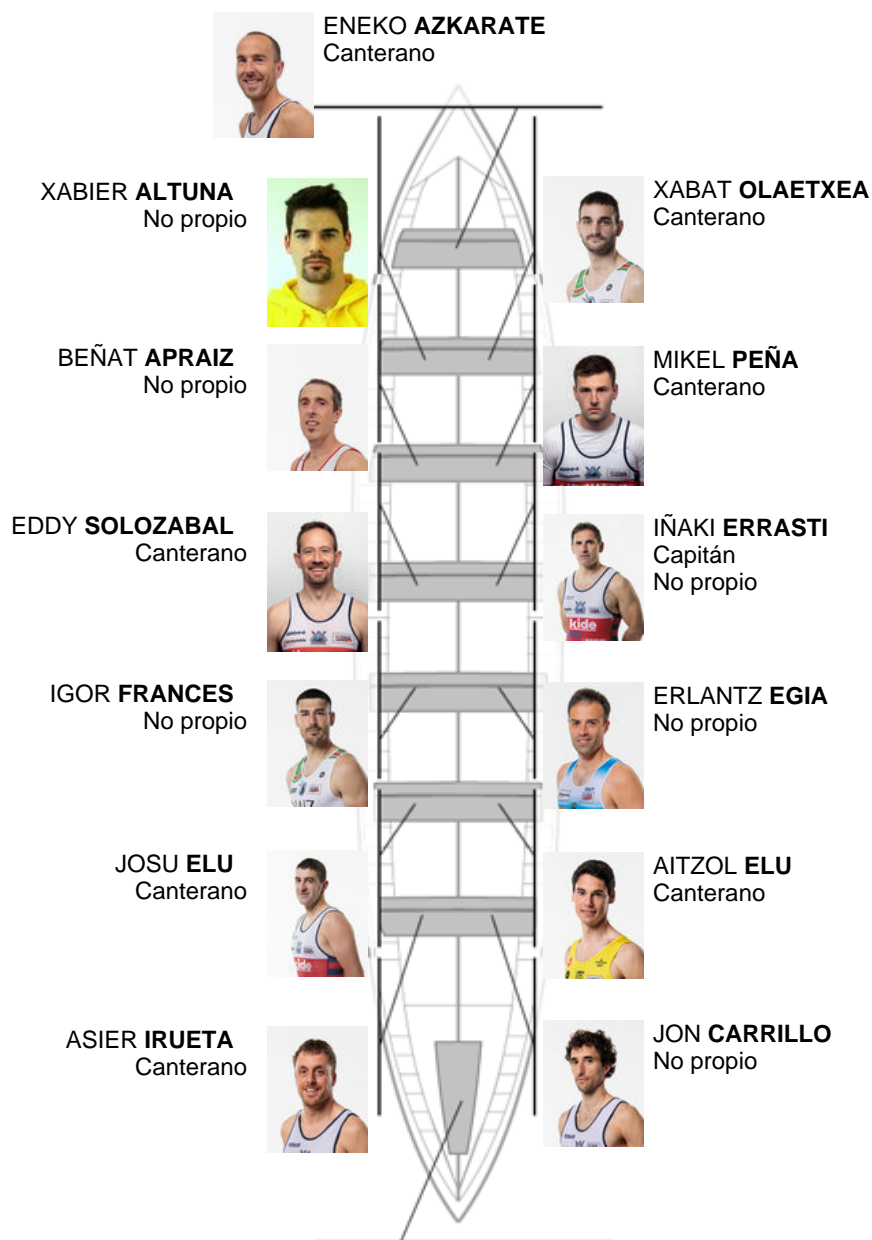 ENEKO AZKARATE
Canterano
XABIER ALTUNA
No propio
XABAT OLAETXEA
Canterano
BEÑAT APRAIZ
No propio
MIKEL PEÑA
Canterano
EDDY SOLOZABAL
Canterano
IÑAKI ERRASTI
Capitán
No propio
kide
IGOR FRANCES
No propio
ERLANTZ EGIA
No propio
JOSU ELU
Canterano
kide
AITZOL ELU
Canterano
ASIER IRUETA
Canterano
JON CARRILLO
No propio